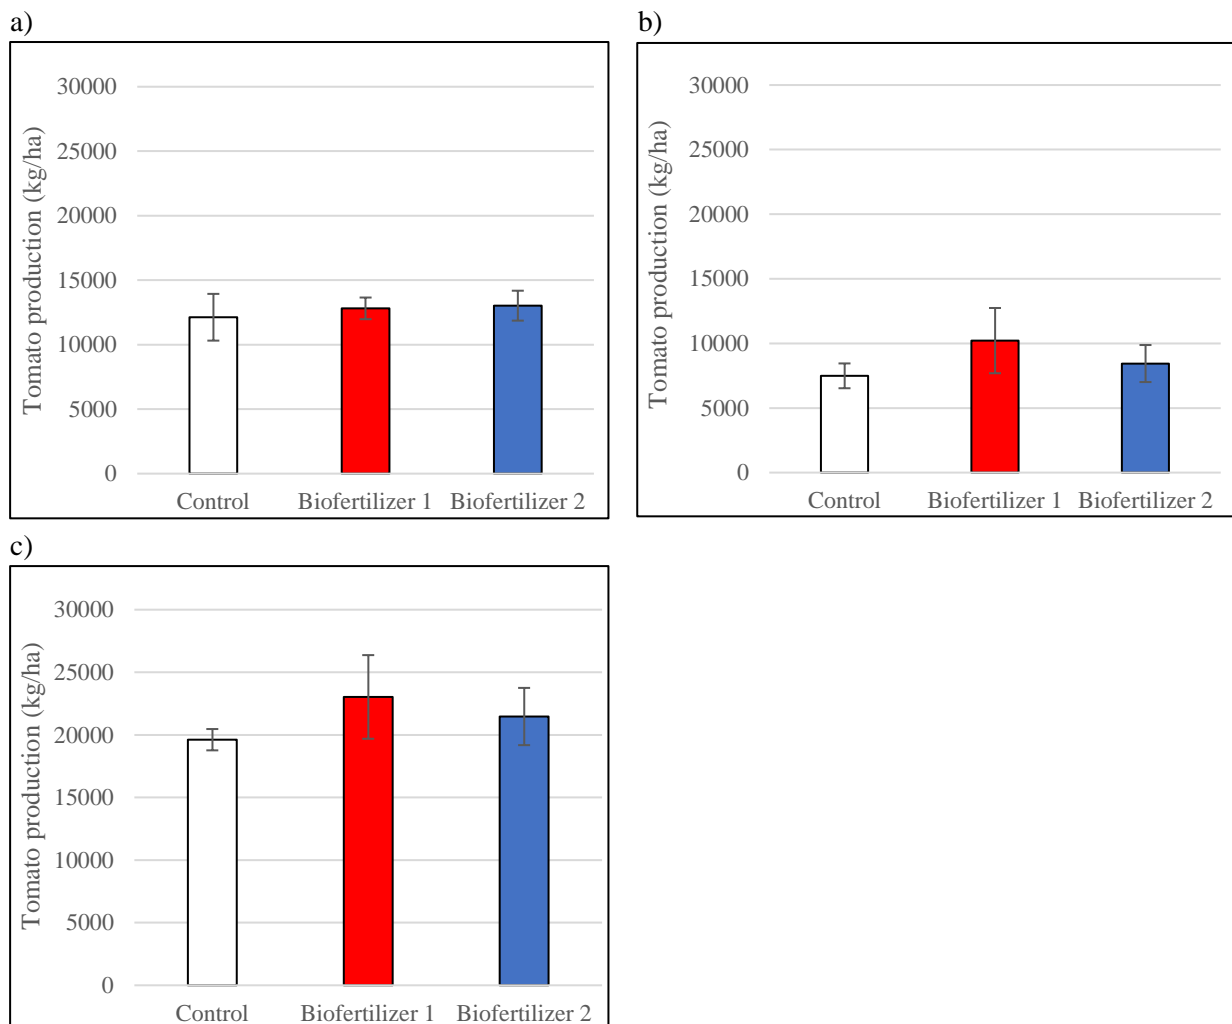 a)
Tomato production (kg/ha)
30000
25000
20000
15000
10000
5000
0
Control Biofertilizer 1 Biofertilizer 2
b)
Tomato production (kg/ha)
30000
25000
20000
15000
10000
5000
0
Control Biofertilizer 1 Biofertilizer 2
c)
Tomato production (kg/ha)
30000
25000
20000
15000
10000
5000
0
Control Biofertilizer 1 Biofertilizer 2